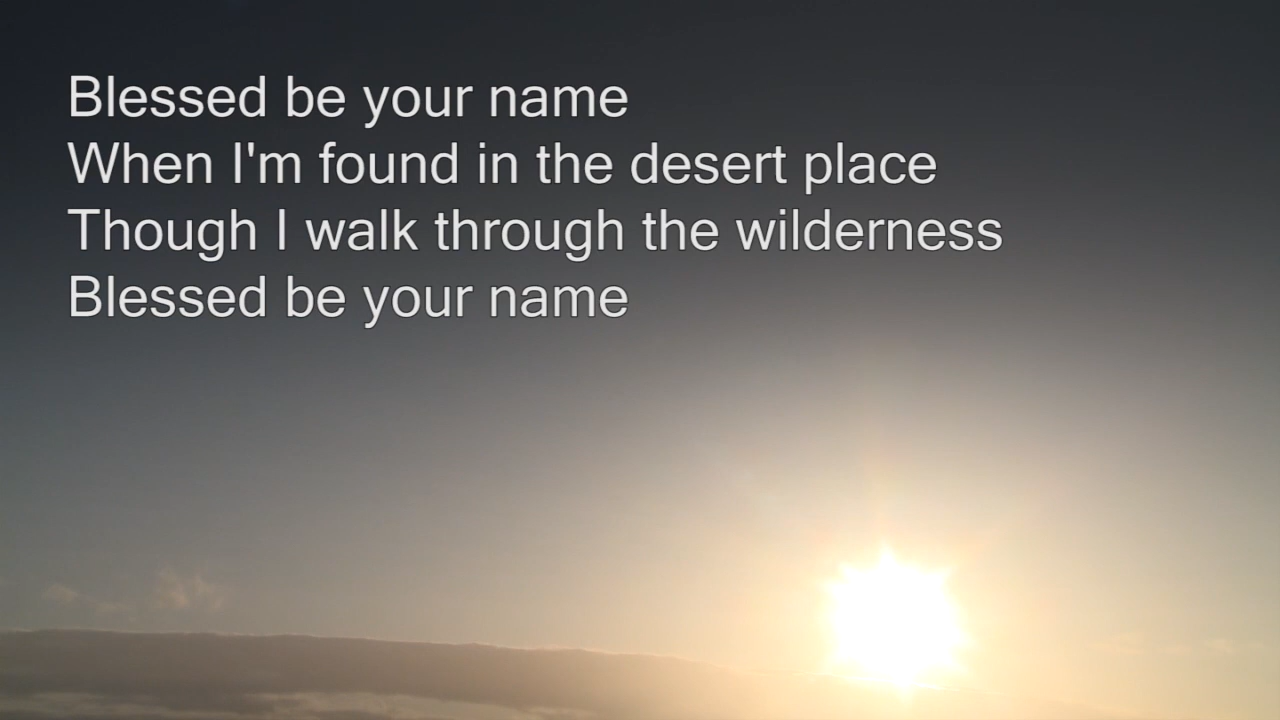 Blessed be your name
When I'm found in the desert place
Though I walk through the wilderness
Blessed be your name